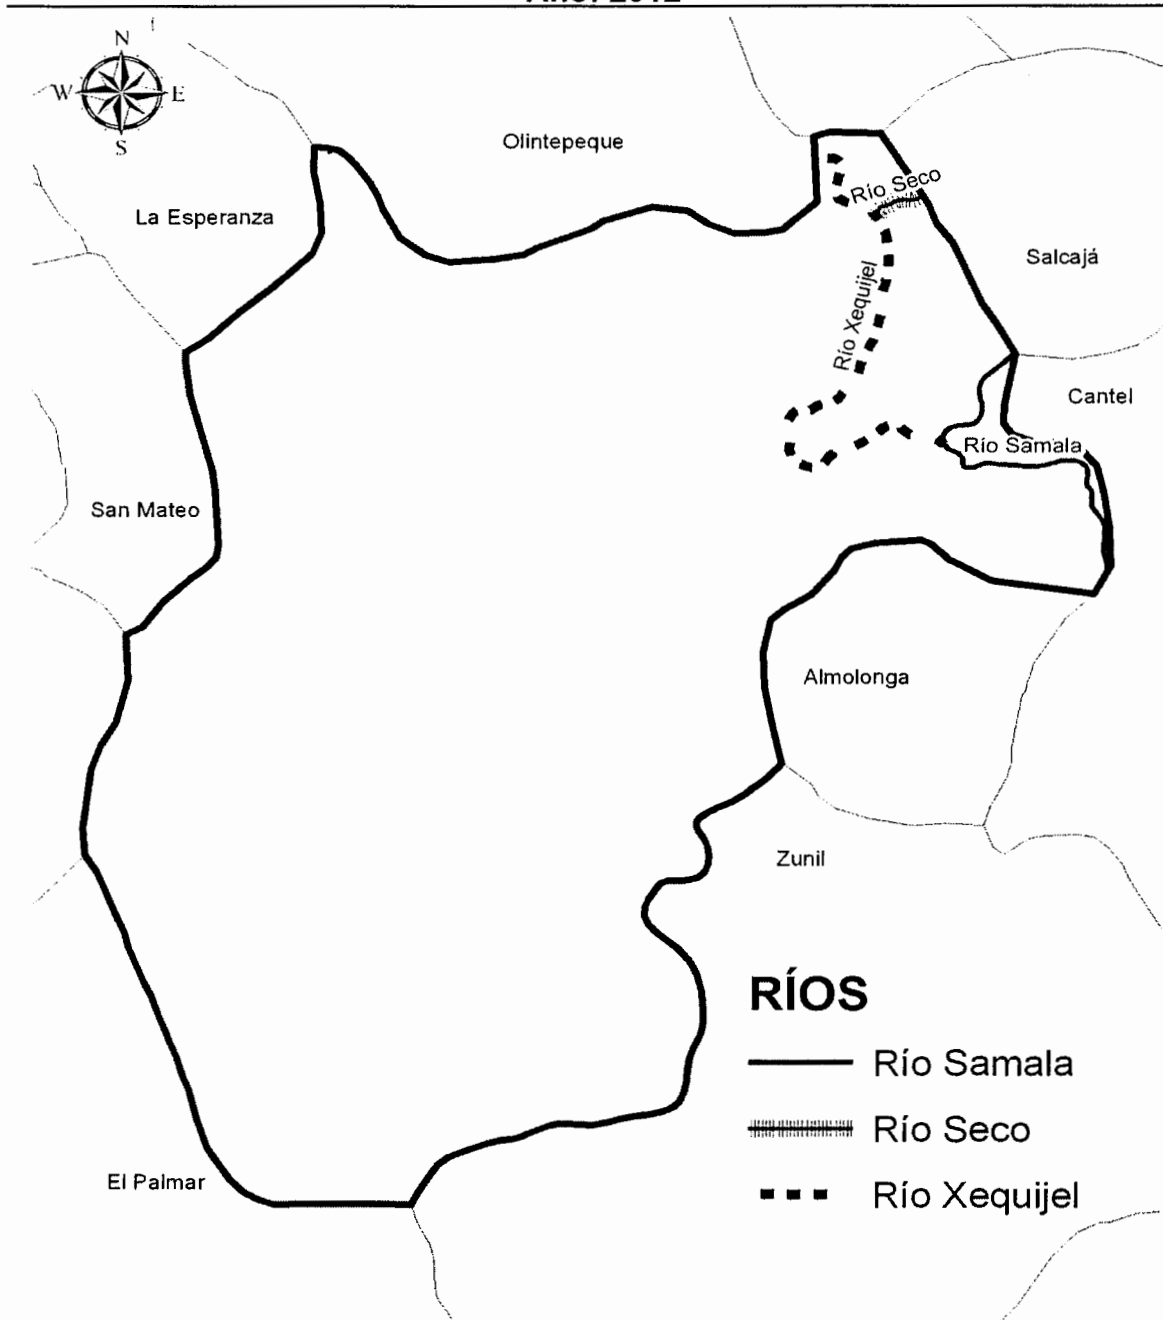 N
W E
S
Olintepeque
Río Seco
La Esperanza
Salcajá
Río Xequijel
Cantel
Río Samala
San Mateo
Almolonga
Zunil
RÍOS
Río Samala
Río Seco
El Palmar
Río Xequijel